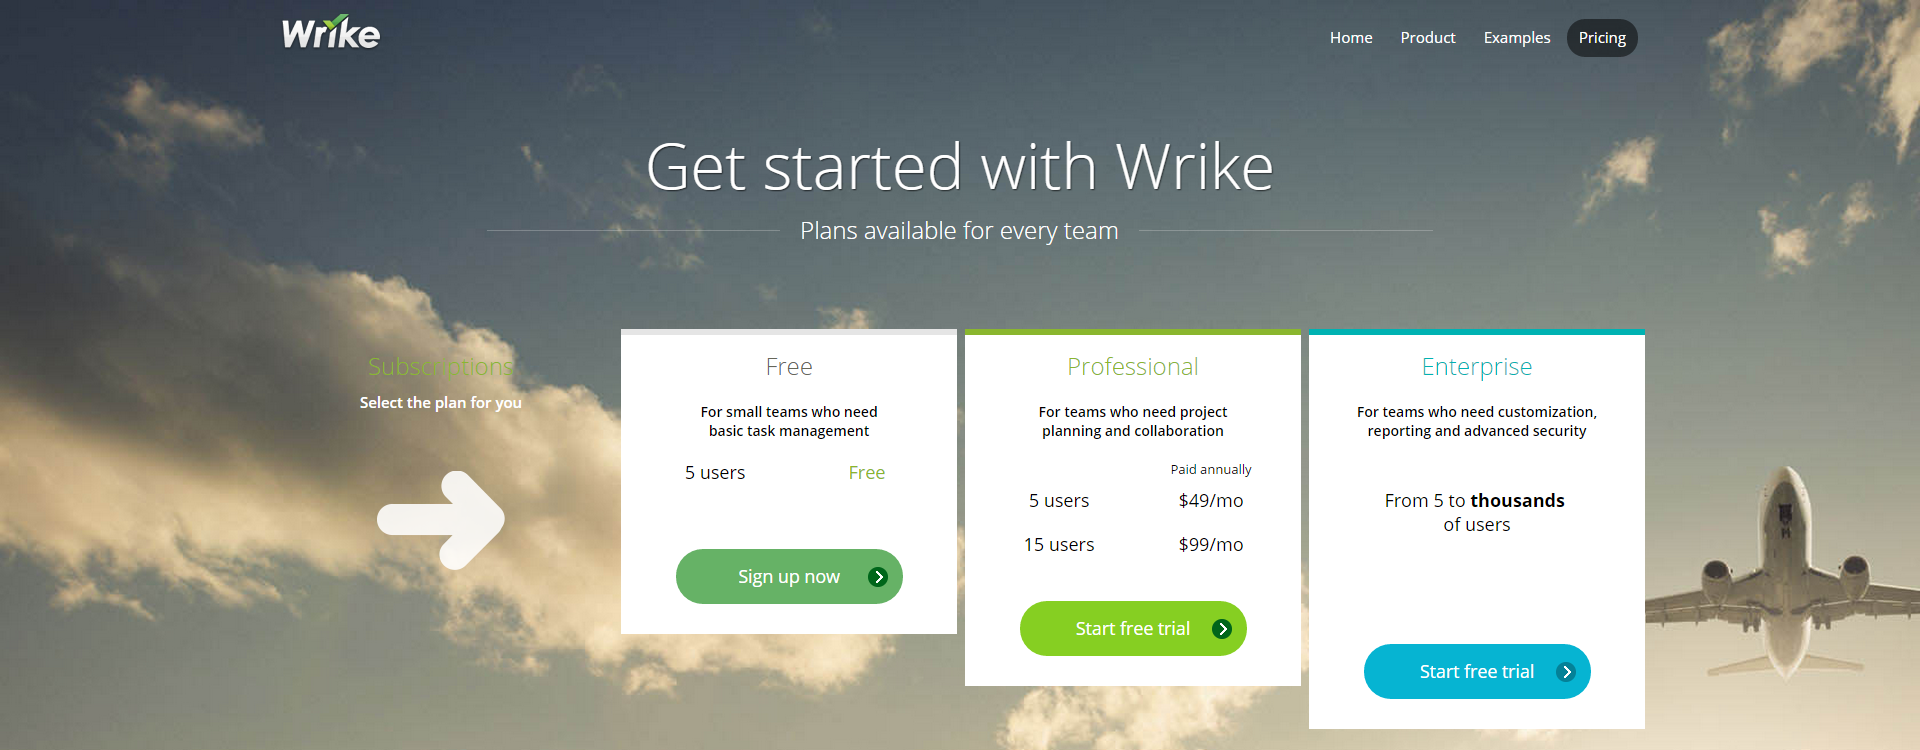 Wrike
Home
Product
Examples
Pricing
Get started with Wrike
Plans available for every team
Subscriptions
Select the plan for you
Free
For small teams who need
basic task management
5 users Free
Sign up now
Professional
For teams who need project
planning and collaboration
Paid annually
5 users $49/mo
15 users $99/mo
Start free trial
Enterprise
For teams who need customization,
reporting and advanced security
From 5 to thousands
of users
Start free trial